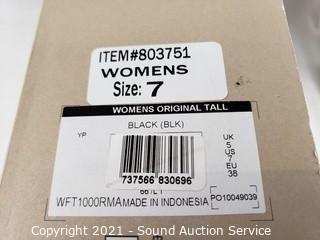 ITEM#803751
WOMENS
Size: 7
WOMENS ORIGINAL TALL
BLACK (BLK)
YP
UK
5
US
7
EU
38
737566 830696
WFT1000RMA MADE IN INDONESIA
PO10049039
Copyright 2021 - Sound Auction Service